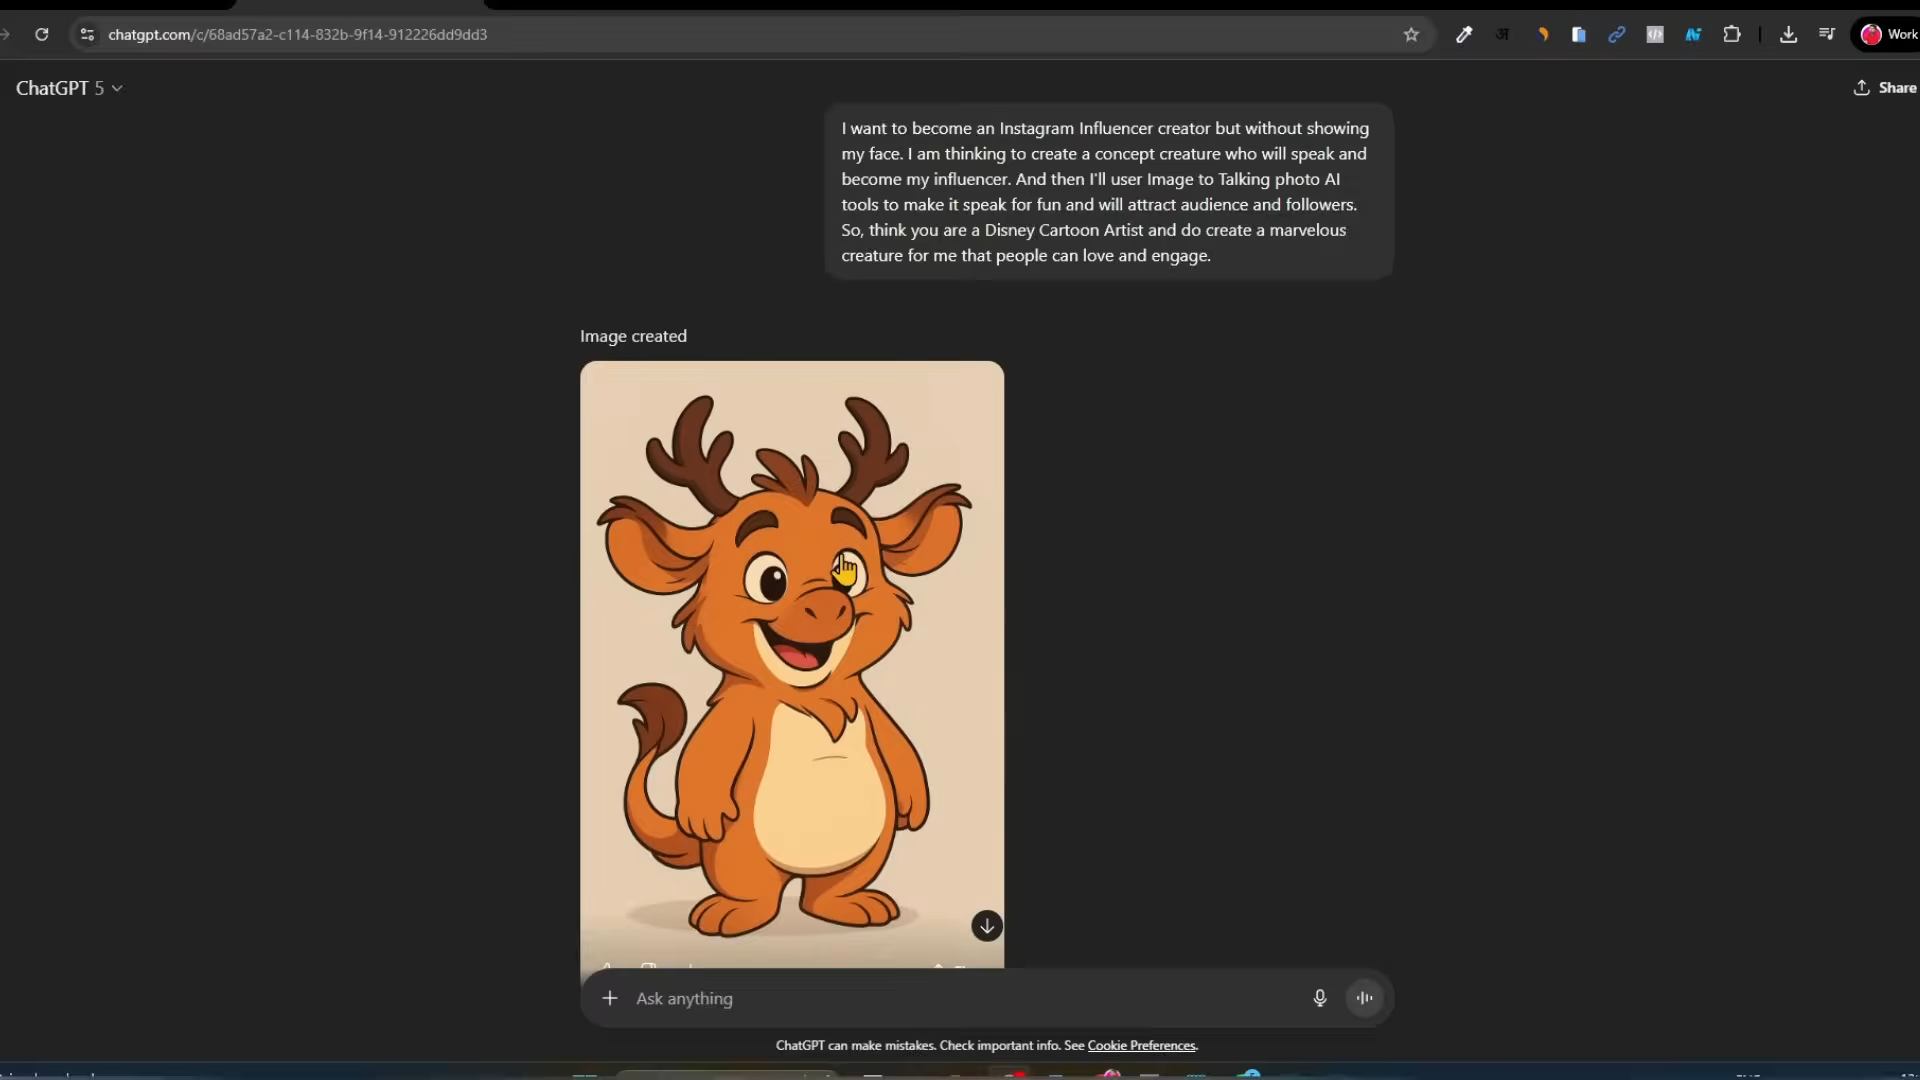 chatgpt.com/c/68ad57a2-c114-832b-9f14-912226dd9dd3
अ
Work
ChatGPT 5
Share
I want to become an Instagram Influencer creator but without showing
my face. I am thinking to create a concept creature who will speak and
become my influencer. And then I'll user Image to Talking photo AI
tools to make it speak for fun and will attract audience and followers.
So, think you are a Disney Cartoon Artist and do create a marvelous
creature for me that people can love and engage.
Image created
Ask anything
ChatGPT can make mistakes. Check important info. See Cookie Preferences.